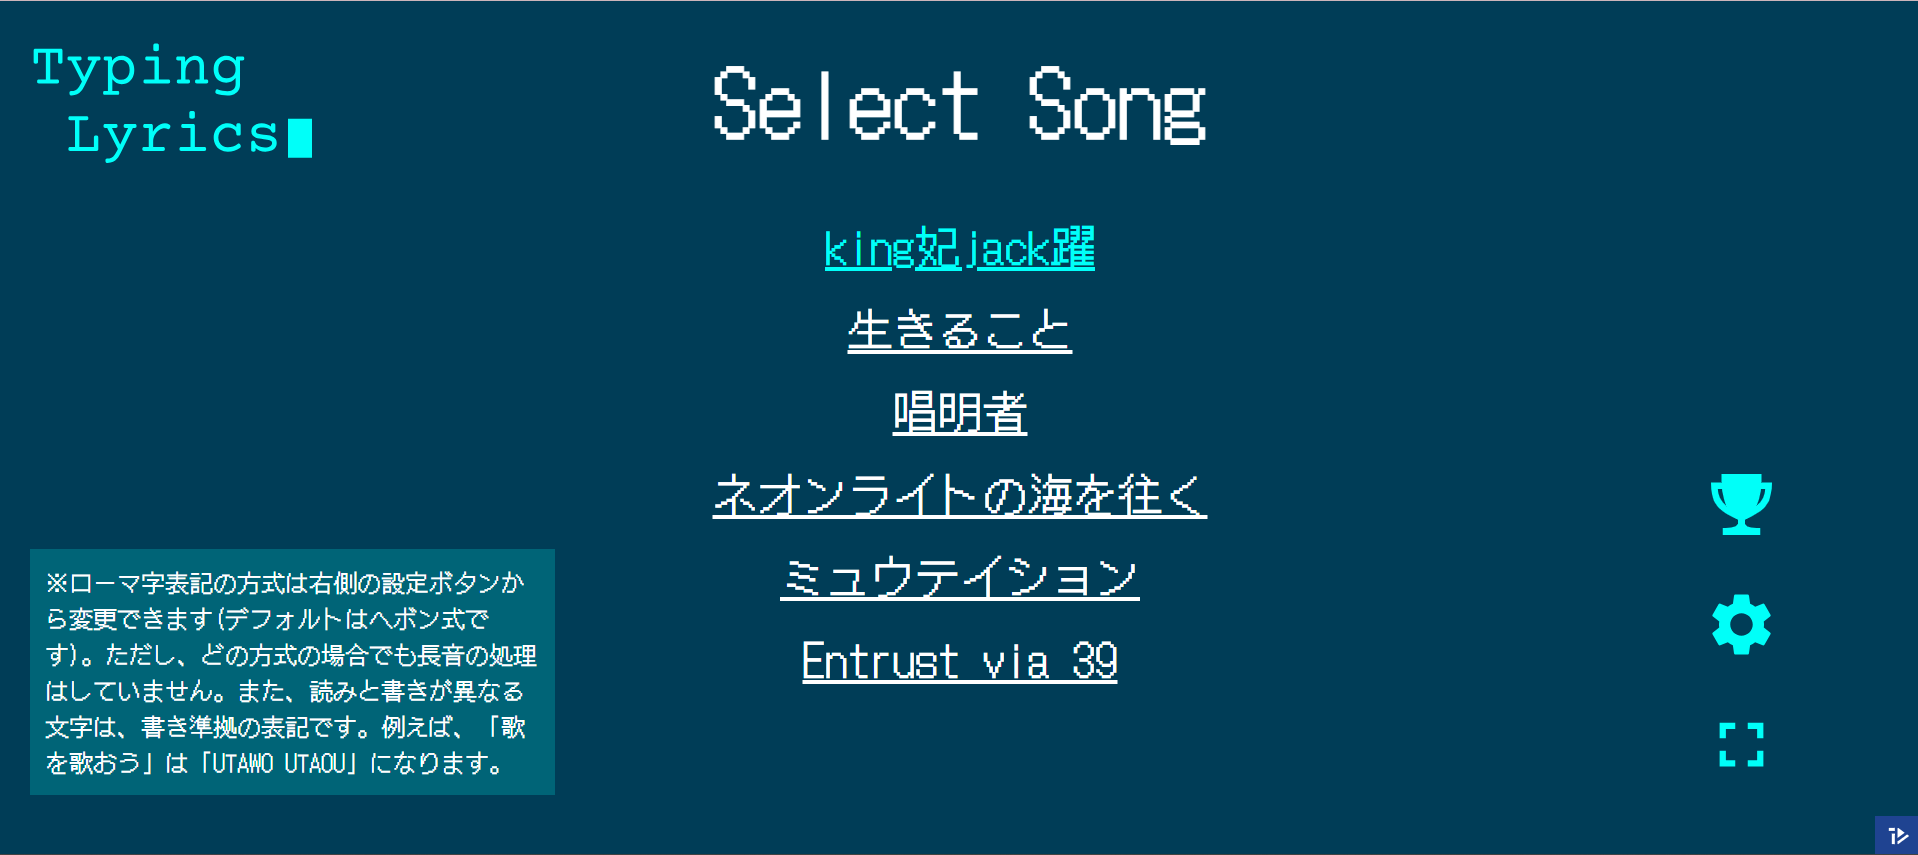 Typing
Lyrics
Select Song
king妃jack躍
生きること
唱明者
ネオンライトの海を往く
ミュウテイション
Entrust via 39
※ローマ字表記の方式は右側の設定ボタンか
ら変更できます(デフォルトはヘボン式で
す)。ただし、どの方式の場合でも長音の処理
はしていません。また、読みと書きが異なる
文字は、書き準拠の表記です。例えば、「歌
を歌おう」は「UTAWO UTAOU」になります。